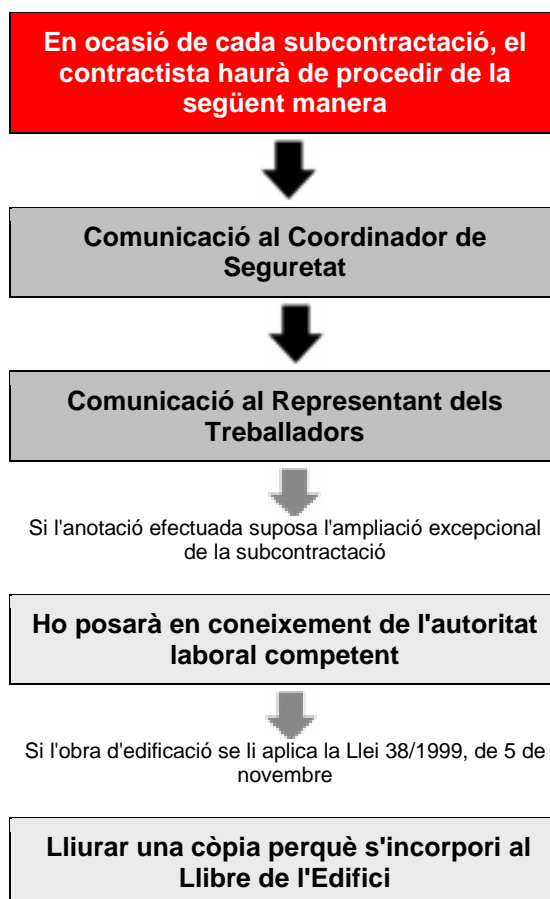 En ocasió de cada subcontractació, el
contractista haurà de procedir de la
següent manera
Comunicació al Coordinador de
Seguretat
Comunicació al Representant dels
Treballadors
Si l'anotació efectuada suposa l'ampliació excepcional
de la subcontractació
Ho posarà en coneixement de l'autoritat
laboral competent
Si l'obra d'edificació se li aplica la Llei 38/1999, de 5 de
novembre
Lliurar una còpia perquè s'incorpori al
Llibre de l'Edifici